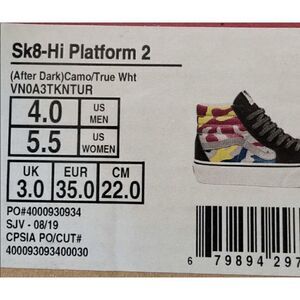 Sk8-Hi Platform 2
(After Dark)Camo/True Wht
VN0A3TKNTUR
4.0 US MEN
5.5 US WOMEN
UK EUR CM
3.0 35.0 22.0
PO#4000930934
SJV - 08/19
CPSIA PO/CUT#
400093093400030
6 79894 297